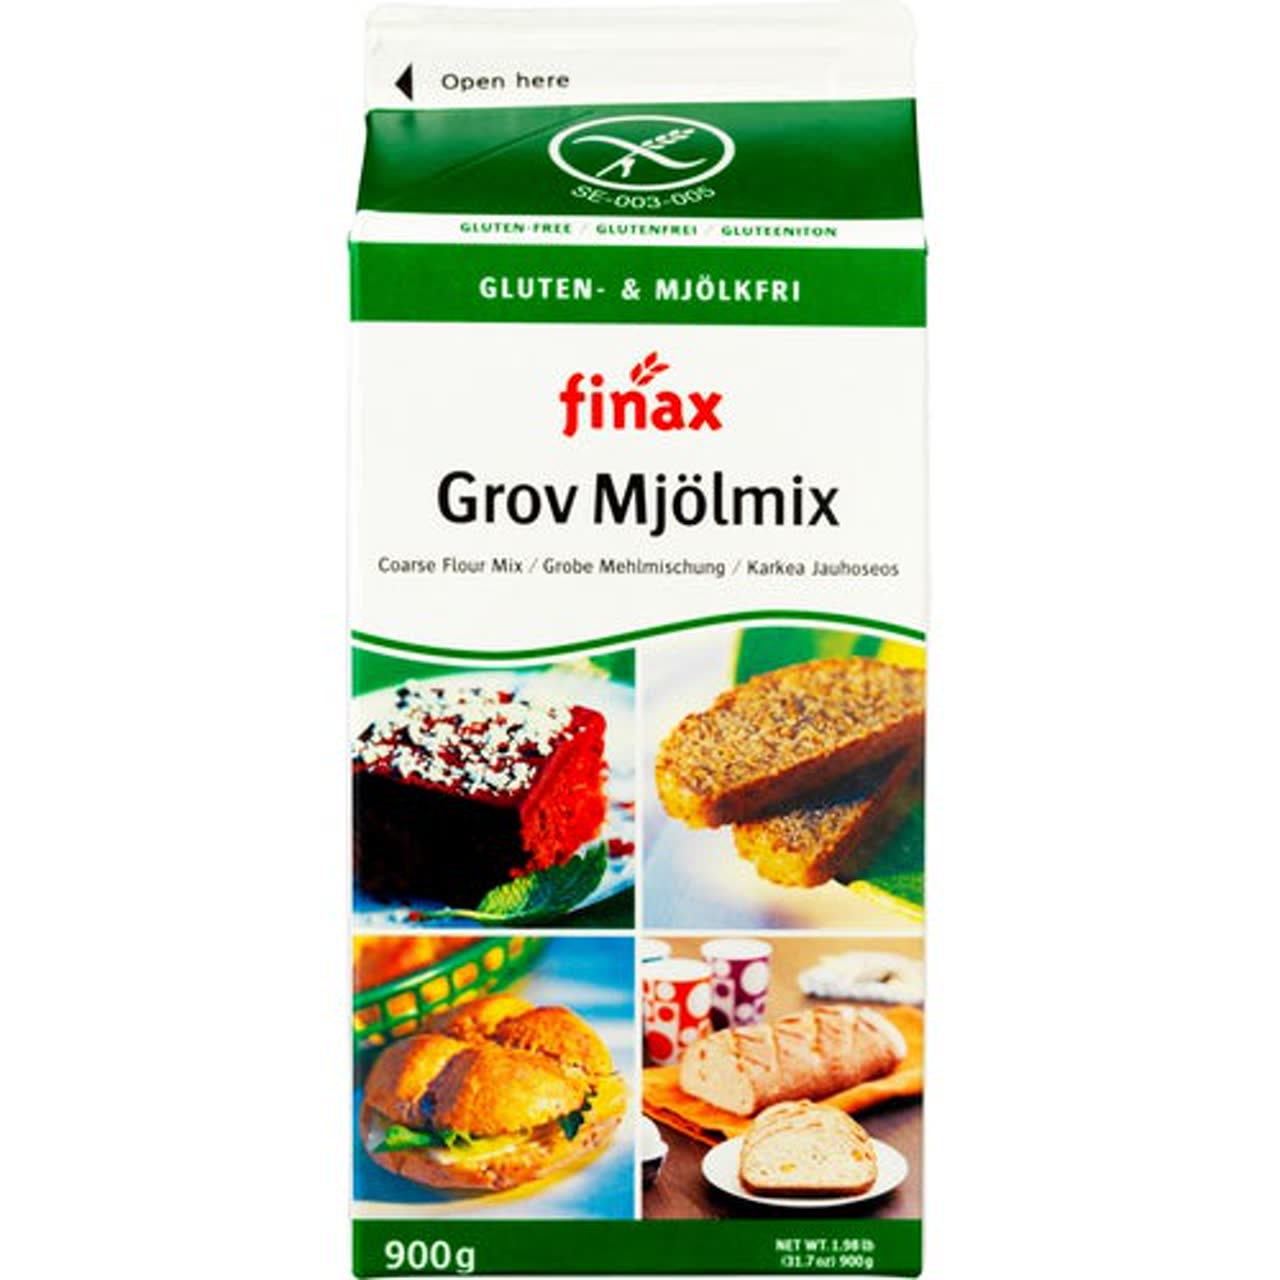 Open here
SE-003-005
GLUTEN-FREE / GLUTENFREI / GLUTEENITON
GLUTEN- & MJÖLKFRI
finax
Grov Mjölmix
Coarse Flour Mix / Grobe Mehlmischung / Karkea Jauhoseos
900g
NET WT. 1.98 lb
(31.7 oz) 900g